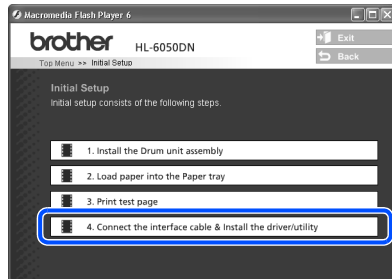 Macromedia Flash Player 6
brother HL-6050DN
Exit
Back
Top Menu >> Initial Setup
Initial Setup
Initial setup consists of the following steps.
1. Install the Drum unit assembly
2. Load paper into the Paper tray
3. Print test page
4. Connect the interface cable & Install the driver/utility